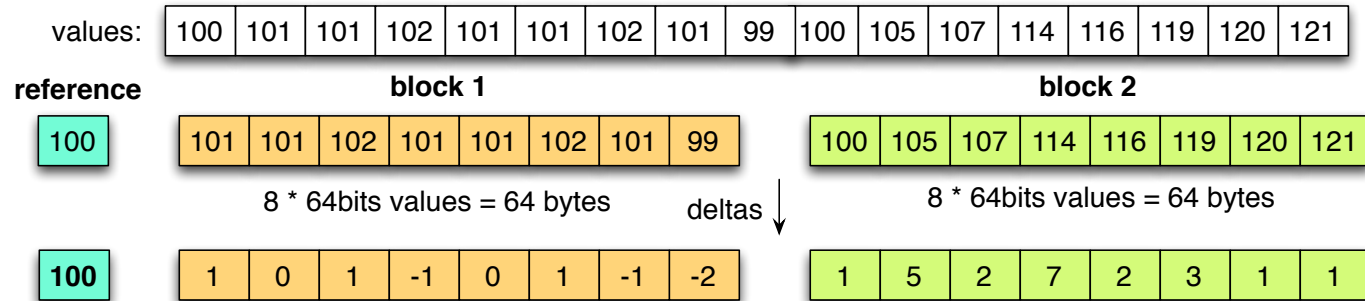 values: 100 101 101 102 101 101 102 101 99 100 105 107 114 116 119 120 121
reference block 1 block 2
100 101 101 102 101 101 102 101 99 100 105 107 114 116 119 120 121
8 * 64bits values = 64 bytes deltas 8 * 64bits values = 64 bytes
100 1 0 1 -1 0 1 -1 -2 1 5 2 7 2 3 1 1